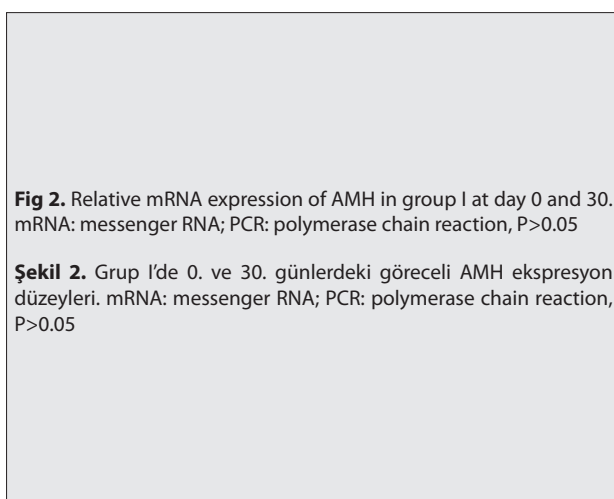 Fig 2. Relative mRNA expression of AMH in group I at day 0 and 30.
mRNA: messenger RNA; PCR: polymerase chain reaction, P>0.05
Şekil 2. Grup I’de 0. ve 30. günlerdeki göreceli AMH ekspresyon
düzeyleri. mRNA: messenger RNA; PCR: polymerase chain reaction,
P>0.05